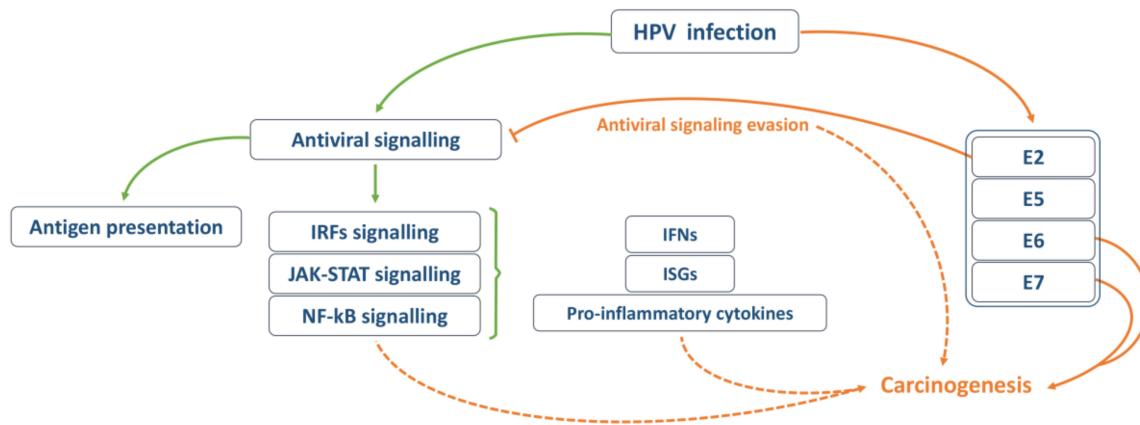 HPV infection
Antiviral signalling
Antiviral signaling evasion
E2
E5
E6
E7
Antigen presentation
IRFs signalling
JAK-STAT signalling
NF-kB signalling
IFNs
ISGs
Pro-inflammatory cytokines
Carcinogenesis